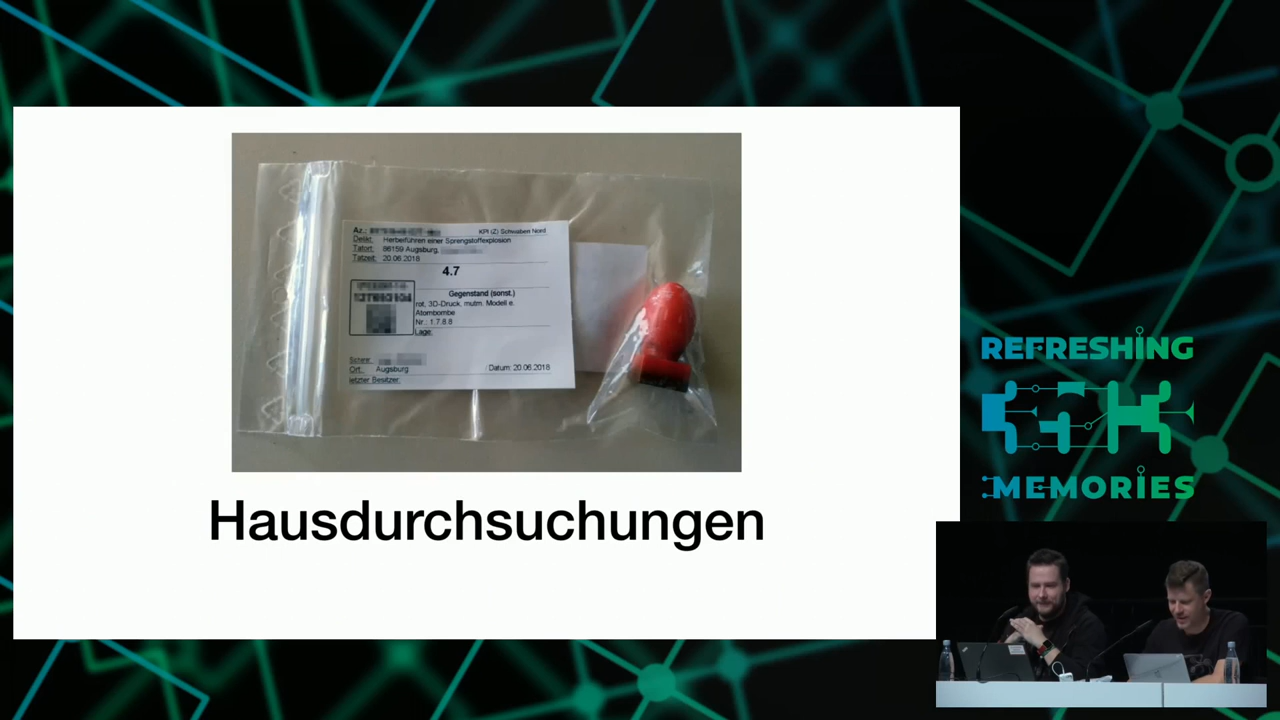 Az.:
KPI (Z) Schwaben Nord
Delikt: Herbeiführen einer Sprengstoffexplosion
Tatort: 86159 Augsburg,
Tatzeit: 20.06.2018
4.7
Gegenstand (sonst.)
rot, 3D-Druck, mutm. Modell e.
Atombombe
Nr.: 1.7.8.8
Lage:
Ort: Augsburg
Datum: 20.06.2018
letzter Besitzer:
Hausdurchsuchungen
REFRESHING
MEMORIES